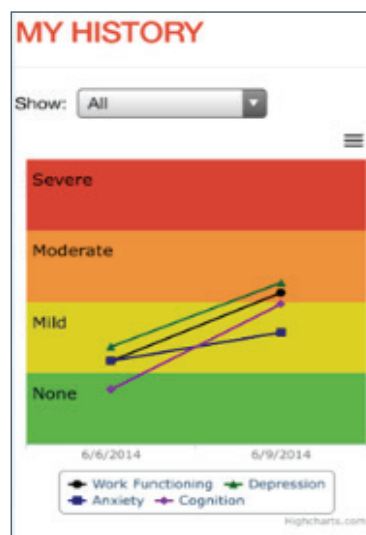 MY HISTORY
Show: All
Severe
Moderate
Mild
None
6/6/2014 6/9/2014
Work Functioning Depression
Anxiety Cognition
Highcharts.com